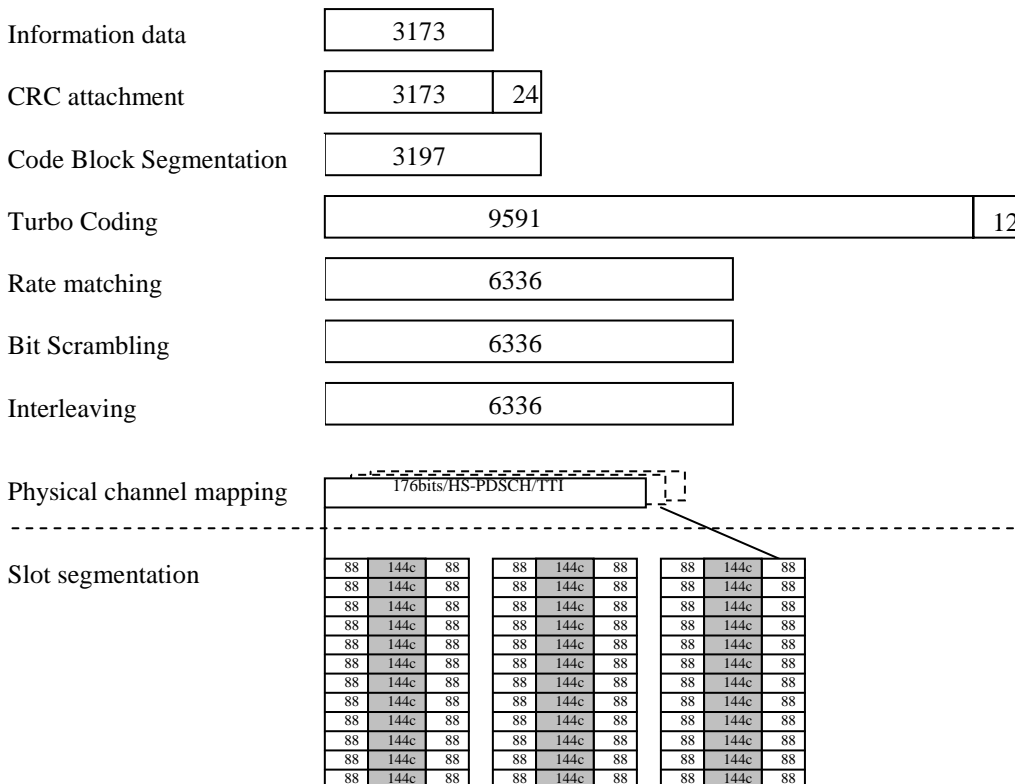 Information data 3173
CRC attachment 3173 24
Code Block Segmentation 3197
Turbo Coding 9591 12
Rate matching 6336
Bit Scrambling 6336
Interleaving 6336
Physical channel mapping 176bits/HS-PDSCH/TTI
Slot segmentation
88 144c 88 88 144c 88 88 144c 88
88 144c 88 88 144c 88 88 144c 88
88 144c 88 88 144c 88 88 144c 88
88 144c 88 88 144c 88 88 144c 88
88 144c 88 88 144c 88 88 144c 88
88 144c 88 88 144c 88 88 144c 88
88 144c 88 88 144c 88 88 144c 88
88 144c 88 88 144c 88 88 144c 88
88 144c 88 88 144c 88 88 144c 88
88 144c 88 88 144c 88 88 144c 88
88 144c 88 88 144c 88 88 144c 88
88 144c 88 88 144c 88 88 144c 88